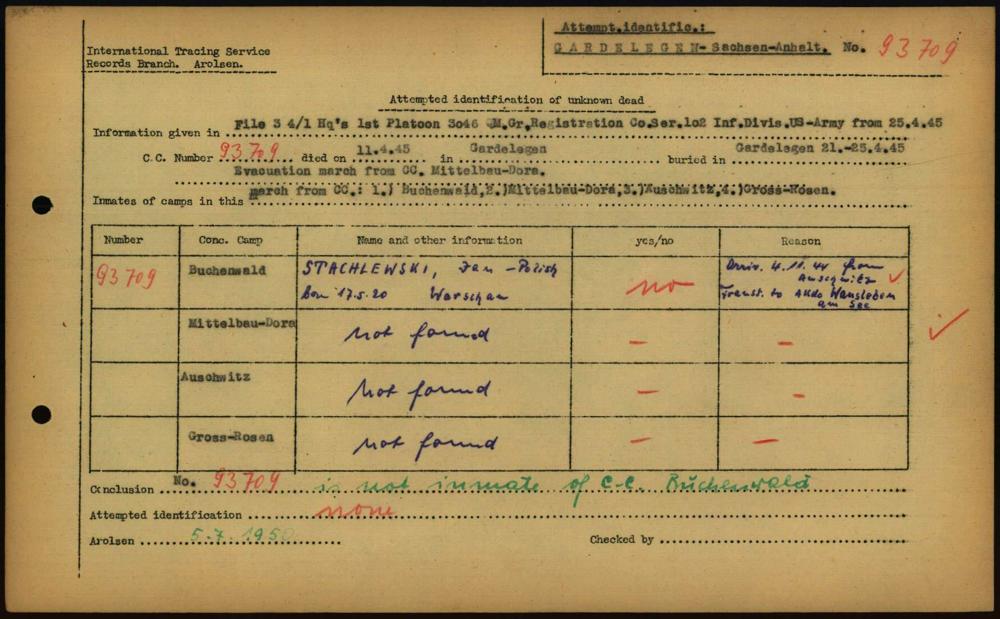 Attempt.identific.:
GARDELEGEN-Sachsen-Anhalt. No. 93709
International Tracing Service
Records Branch. Arolsen.
Attempted identification of unknown dead
Information given in File 3 4/1 Hq's 1st Platoon 3046 QM.Gr.Registration Co.Ser.1o2 Inf.Divis.US-Army from 25.4.45
C.C. Number 93709 died on 11.4.45 in Gardelegen buried in Gardelegen 21.-25.4.45
Evacuation march from CC. Mittelbau-Dora.
Inmates of camps in this march from CC.: 1.) Buchenwald,2.)Mittelbau-Dora,3.)Auschwitz,4.)Gross-Rosen.
Number Conc. Camp Name and other information yes/no Reason
93709 Buchenwald STACHLEWSKI, Jan - Polish no Arriv. 4.11.44 from
born 17.5.20 Warschau Auschwitz
Transf. to Akdo Wansleben
am See
Mittelbau-Dora not found - -
Auschwitz not found - -
Gross-Rosen not found - -
Conclusion No. 93709 is not inmate of C.C. Buchenwald
Attempted identification none
Arolsen 5.7.1950 Checked by